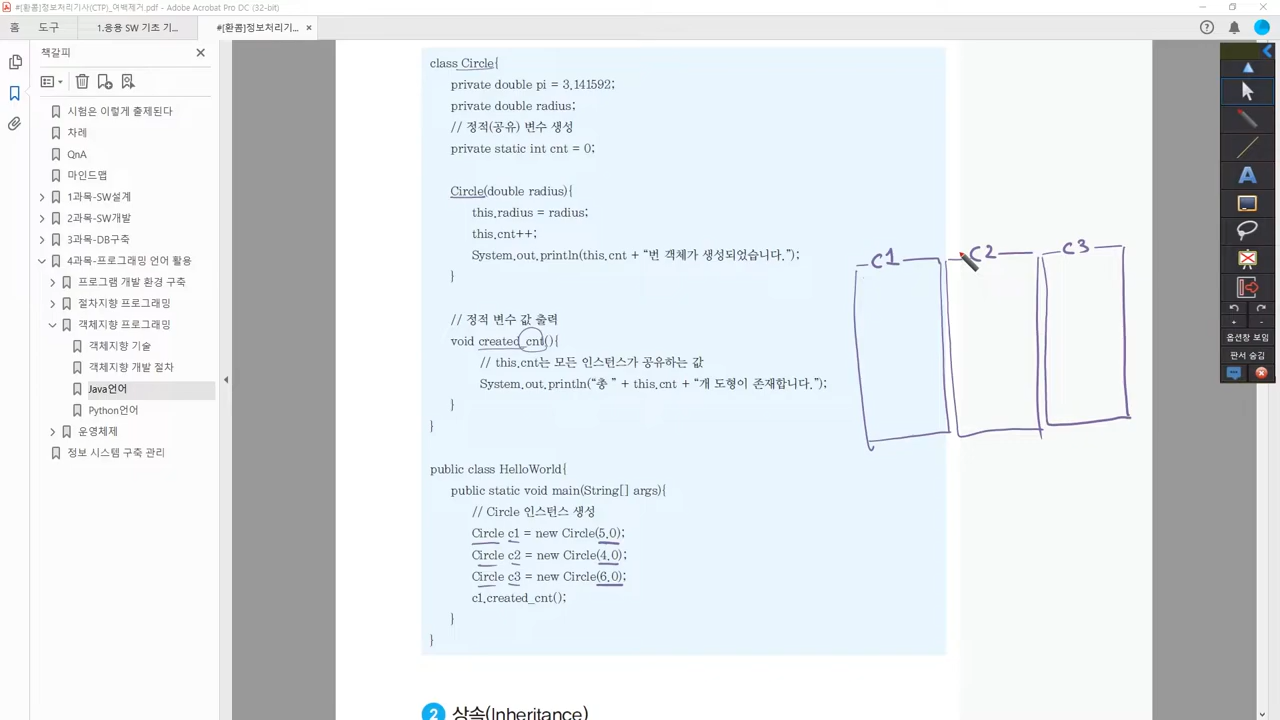 #[환콤]정보처리기사(CTP)_여백제거.pdf - Adobe Acrobat Pro DC (32-bit)
홈 도구 1.응용 SW 기초 기... #[환콤]정보처리기... ×
책갈피
시험은 이렇게 출제된다
차례
QnA
마인드맵
1과목-SW설계
2과목-SW개발
3과목-DB구축
4과목-프로그래밍 언어 활용
프로그램 개발 환경 구축
절차지향 프로그래밍
객체지향 프로그래밍
객체지향 기술
객체지향 개발 절차
Java언어
Python언어
운영체제
정보 시스템 구축 관리
class Circle{
private double pi = 3.141592;
private double radius;
// 정적(공유) 변수 생성
private static int cnt = 0;
Circle(double radius){
this.radius = radius;
this.cnt++;
System.out.println(this.cnt + “번 객체가 생성되었습니다.”);
}
// 정적 변수 값 출력
void created_cnt(){
// this.cnt는 모든 인스턴스가 공유하는 값
System.out.println(“총 ” + this.cnt + “개 도형이 존재합니다.”);
}
}
public class HelloWorld{
public static void main(String[] args){
// Circle 인스턴스 생성
Circle c1 = new Circle(5.0);
Circle c2 = new Circle(4.0);
Circle c3 = new Circle(6.0);
c1.created_cnt();
}
}
2 상속(Inheritance)
C1 C2 C3
A
옵션창 보임
판서 숨김